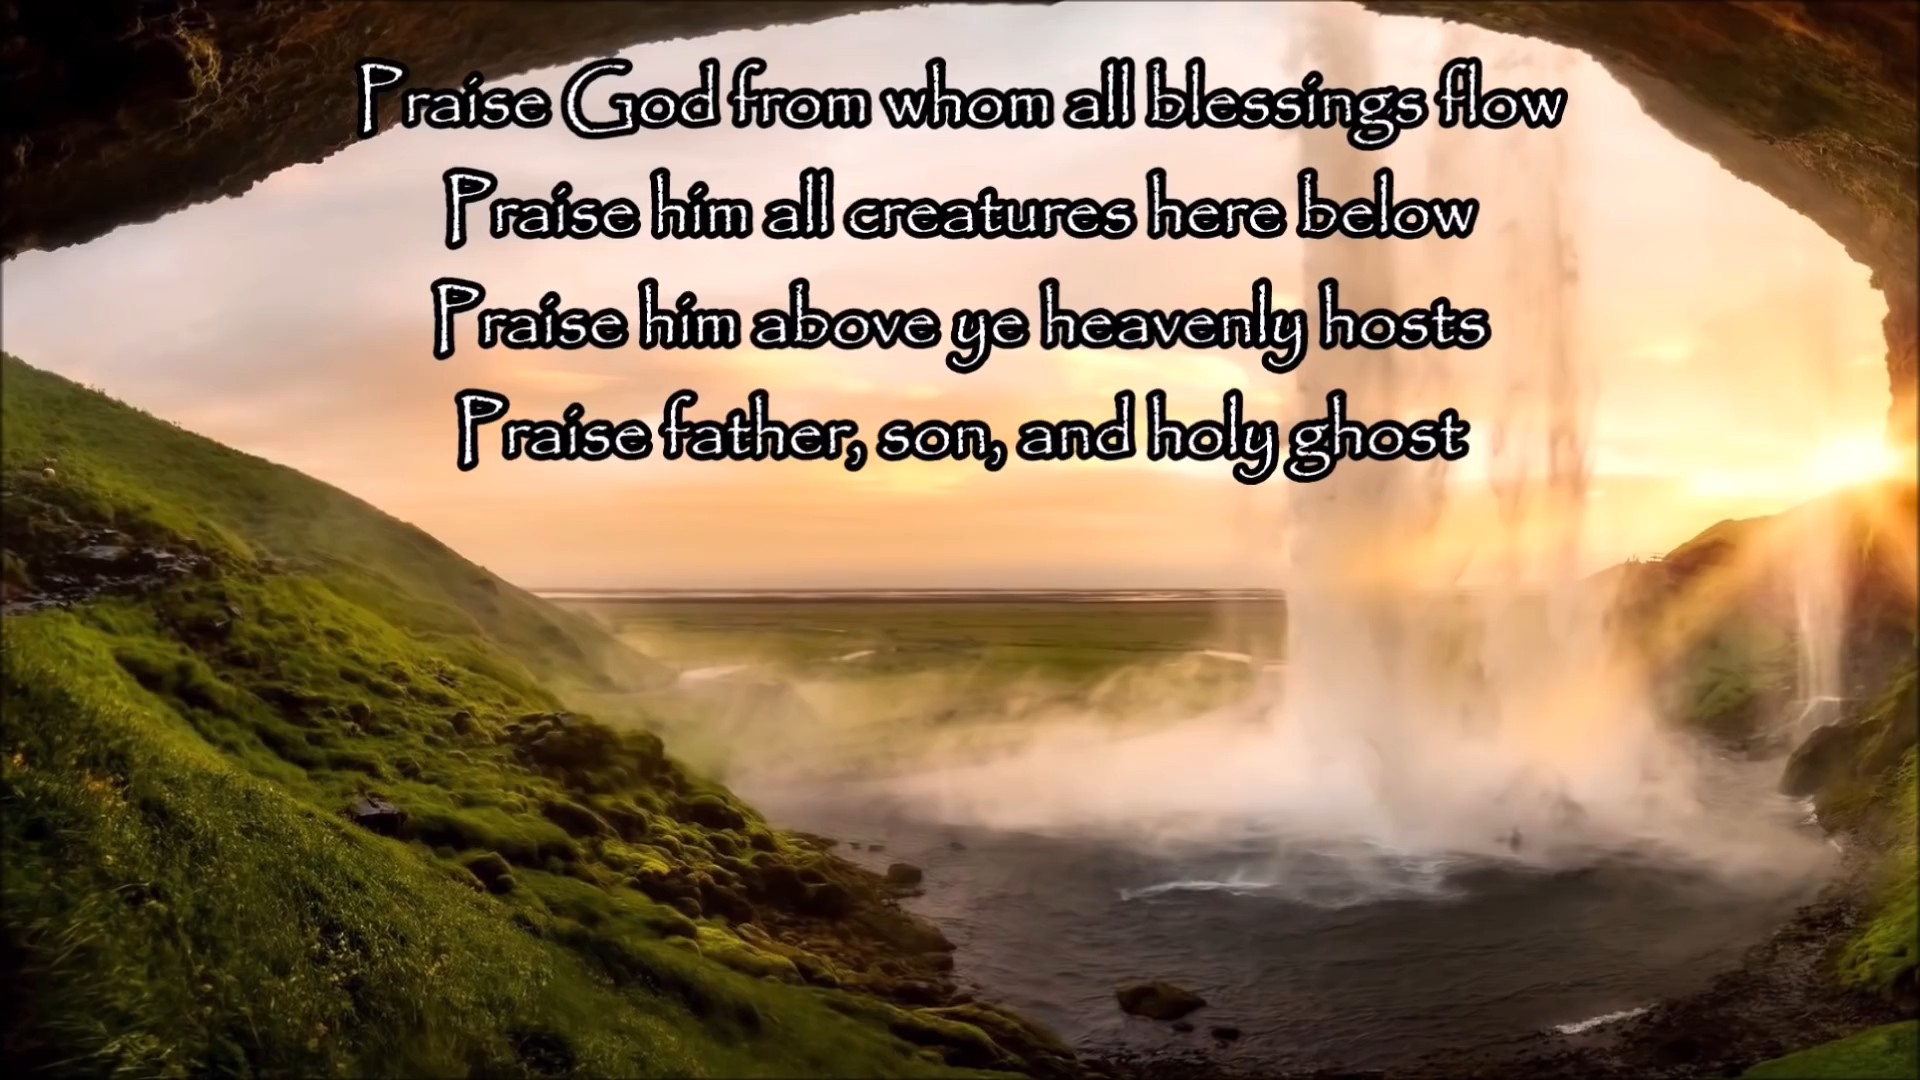 Praise God from whom all blessings flow
Praise him all creatures here below
Praise him above ye heavenly hosts
Praise father, son, and holy ghost